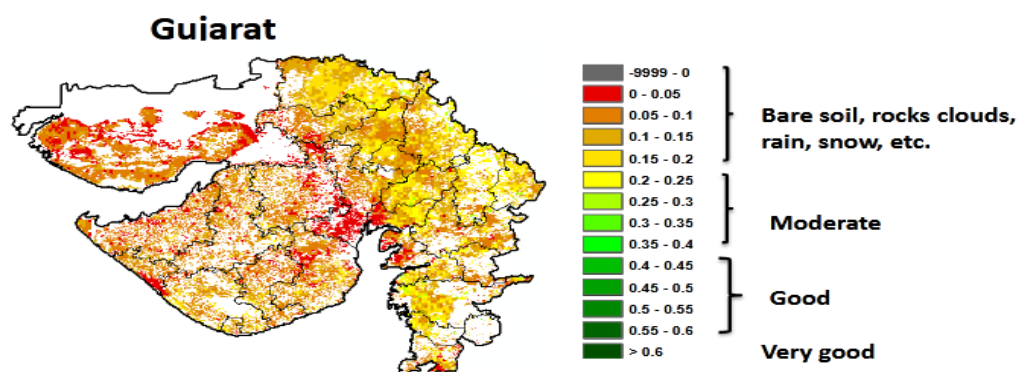 Gujarat
-9999 - 0
0 - 0.05
0.05 - 0.1
0.1 - 0.15
0.15 - 0.2
0.2 - 0.25
0.25 - 0.3
0.3 - 0.35
0.35 - 0.4
0.4 - 0.45
0.45 - 0.5
0.5 - 0.55
0.55 - 0.6
> 0.6
Bare soil, rocks clouds,
rain, snow, etc.
Moderate
Good
Very good